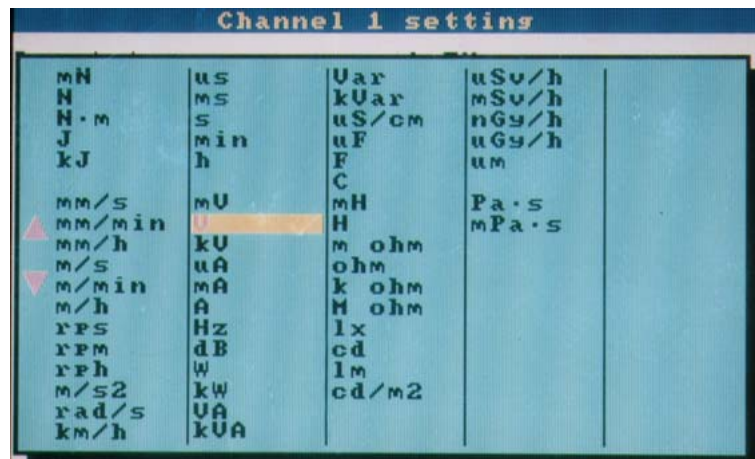 Channel 1 setting
mN us Var uSv/h
N ms kVar mSv/h
N·m s uS/cm nGy/h
J min uF uGy/h
kJ h F um
C
mm/s mV mH Pa·s
mm/min V H mPa·s
mm/h kV m ohm
m/s uA ohm
m/min mA k ohm
m/h A M ohm
rps Hz lx
rpm dB cd
rph W lm
m/s2 kW cd/m2
rad/s VA
km/h kVA